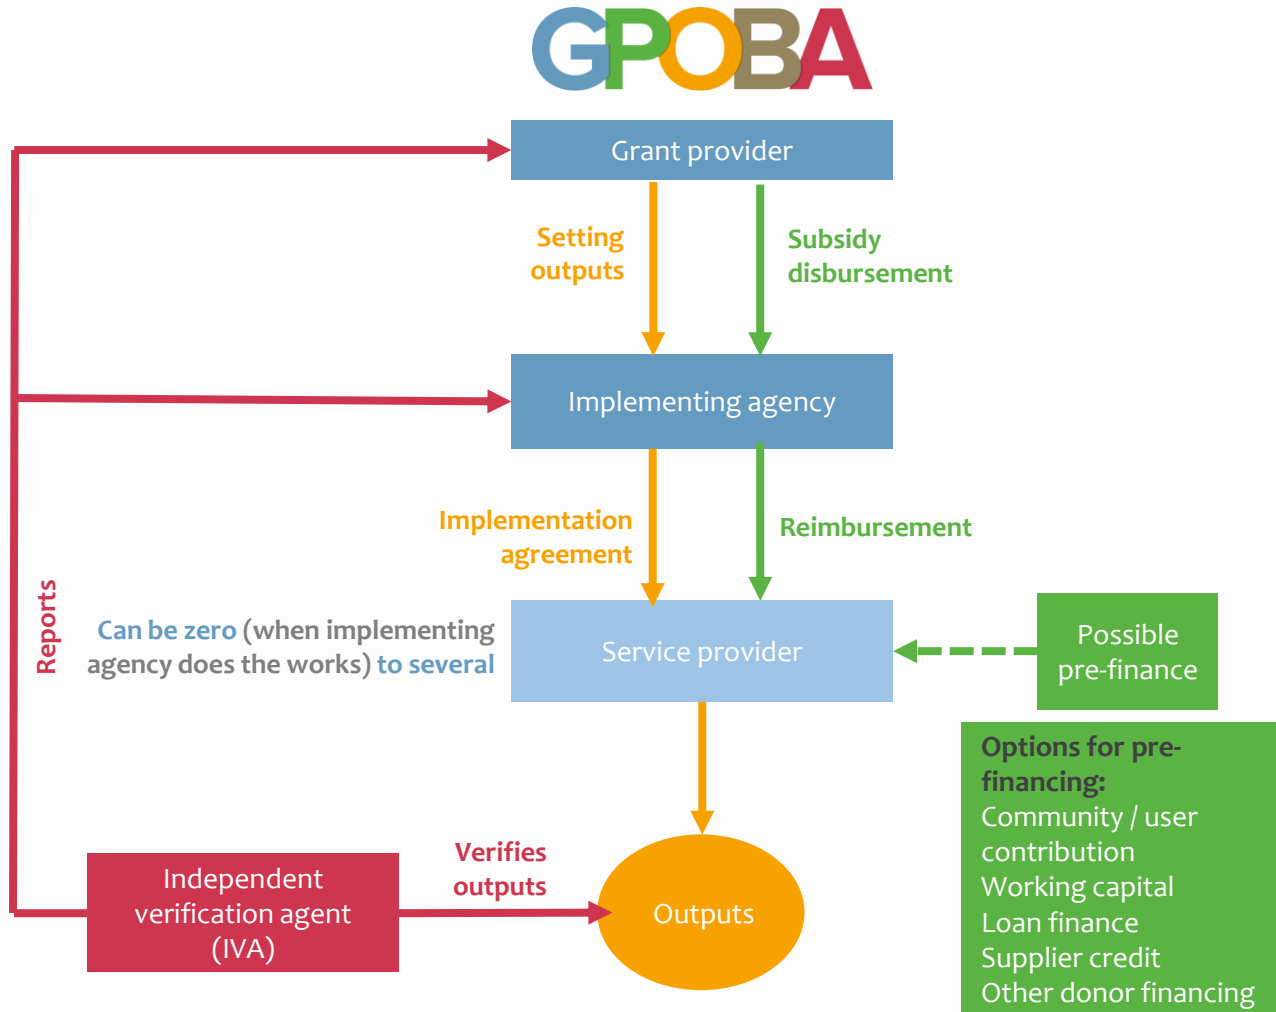 GPOBA
Grant provider
Setting
outputs
Subsidy
disbursement
Implementing agency
Implementation
agreement
Reimbursement
Reports
Can be zero (when implementing
agency does the works) to several
Service provider
Possible
pre-finance
Options for pre-
financing:
Community / user
contribution
Working capital
Loan finance
Supplier credit
Other donor financing
Independent
verification agent
(IVA)
Verifies
outputs
Outputs